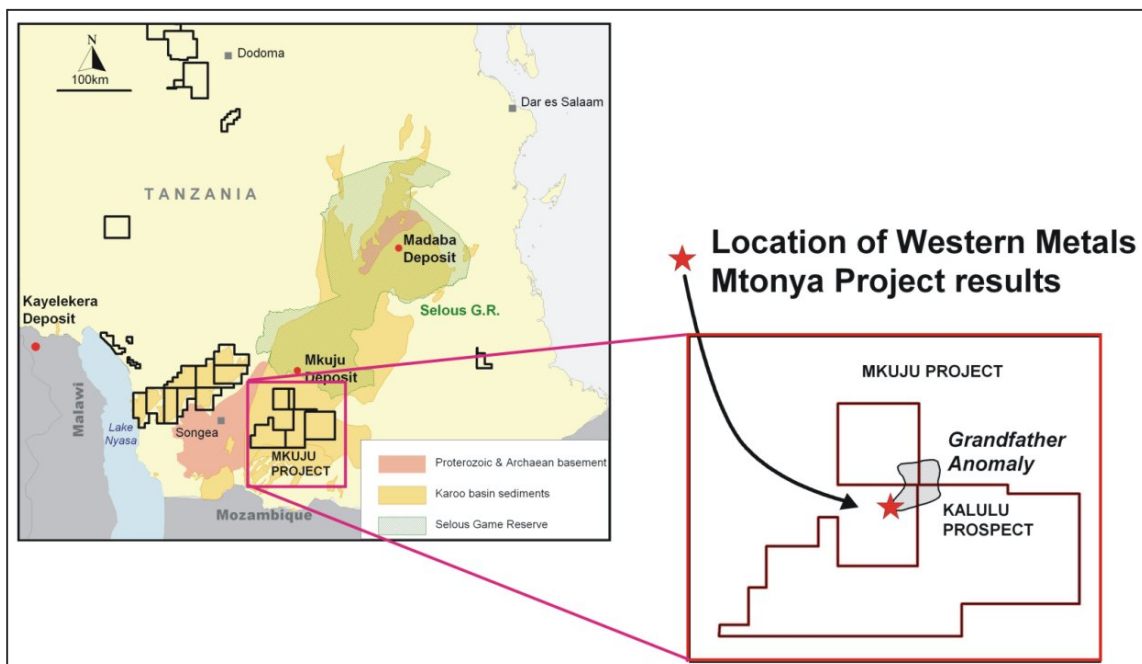 N
100km
Dodoma
Dar es Salaam
TANZANIA
Madaba
Deposit
Kayelekera
Deposit
Selous G.R.
Mkuju
Deposit
Malawi
Lake
Nyasa
Songea
MKUJU
PROJECT
Mozambique
Proterozoic & Archaean basement
Karoo basin sediments
Selous Game Reserve
Location of Western Metals
Mtonya Project results
MKUJU PROJECT
Grandfather
Anomaly
KALULU
PROSPECT